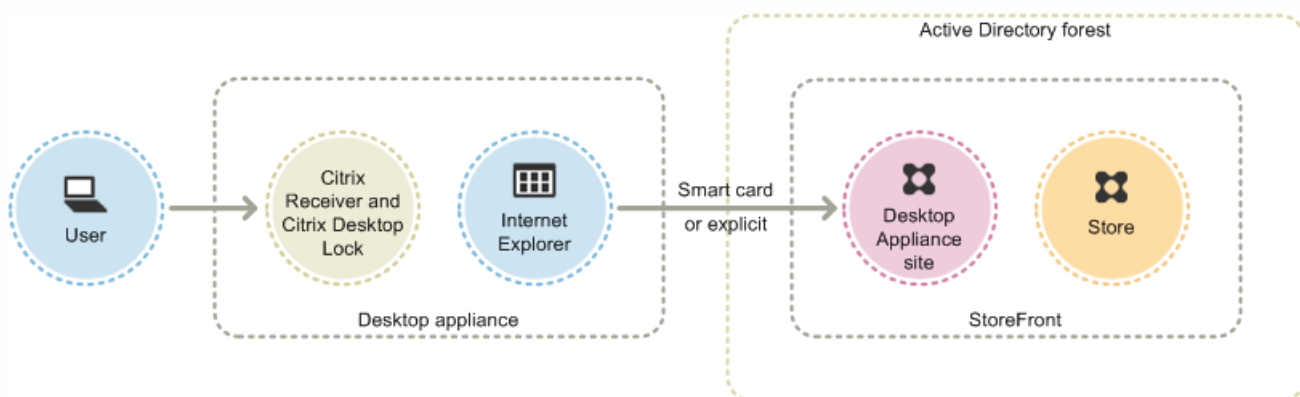 Active Directory forest
User
Citrix
Receiver and
Citrix Desktop
Lock
Internet
Explorer
Desktop appliance
Smart card
or explicit
Desktop
Appliance
site
Store
StoreFront